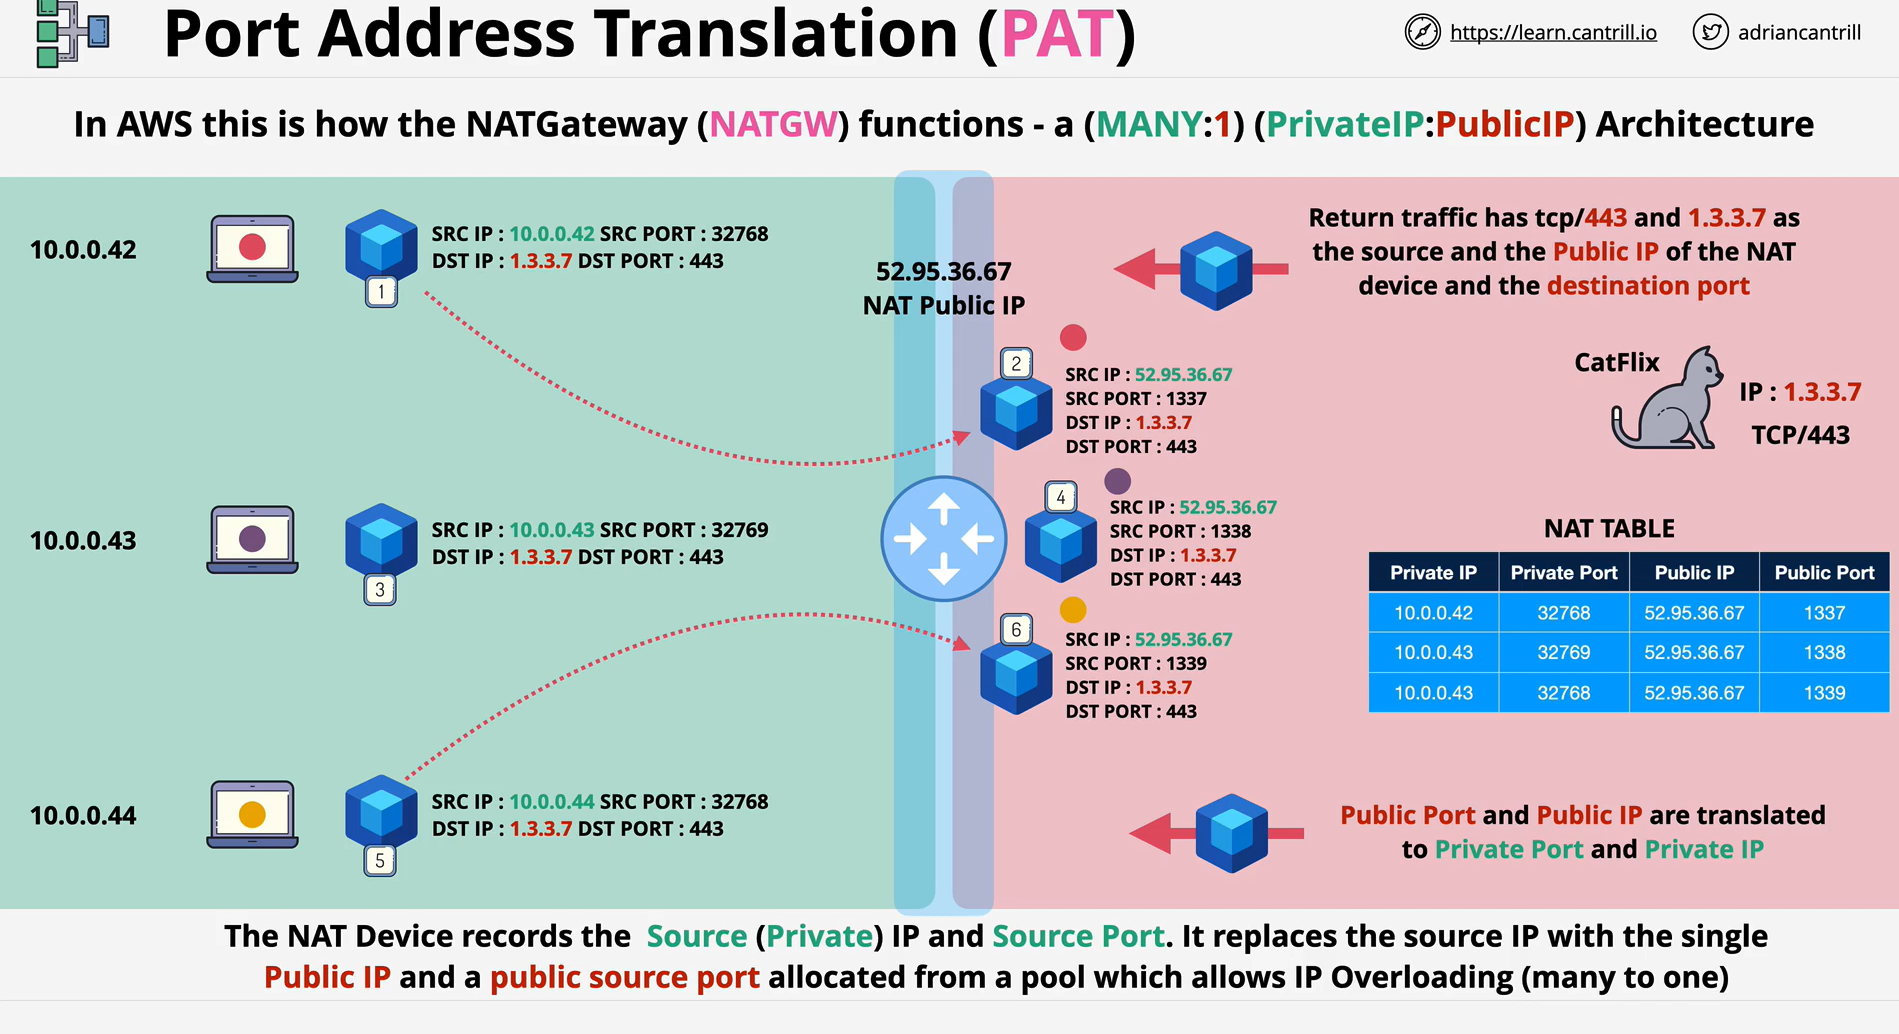 Port Address Translation (PAT)
https://learn.cantrill.io
adriancantrill
In AWS this is how the NATGateway (NATGW) functions - a (MANY:1) (PrivateIP:PublicIP) Architecture
10.0.0.42
SRC IP : 10.0.0.42 SRC PORT : 32768
DST IP : 1.3.3.7 DST PORT : 443
1
52.95.36.67
NAT Public IP
Return traffic has tcp/443 and 1.3.3.7 as
the source and the Public IP of the NAT
device and the destination port
2
SRC IP : 52.95.36.67
SRC PORT : 1337
DST IP : 1.3.3.7
DST PORT : 443
CatFlix
IP : 1.3.3.7
TCP/443
10.0.0.43
SRC IP : 10.0.0.43 SRC PORT : 32769
DST IP : 1.3.3.7 DST PORT : 443
3
4
SRC IP : 52.95.36.67
SRC PORT : 1338
DST IP : 1.3.3.7
DST PORT : 443
6
SRC IP : 52.95.36.67
SRC PORT : 1339
DST IP : 1.3.3.7
DST PORT : 443
NAT TABLE
Private IP Private Port Public IP Public Port
10.0.0.42 32768 52.95.36.67 1337
10.0.0.43 32769 52.95.36.67 1338
10.0.0.43 32768 52.95.36.67 1339
10.0.0.44
SRC IP : 10.0.0.44 SRC PORT : 32768
DST IP : 1.3.3.7 DST PORT : 443
5
Public Port and Public IP are translated
to Private Port and Private IP
The NAT Device records the Source (Private) IP and Source Port. It replaces the source IP with the single
Public IP and a public source port allocated from a pool which allows IP Overloading (many to one)